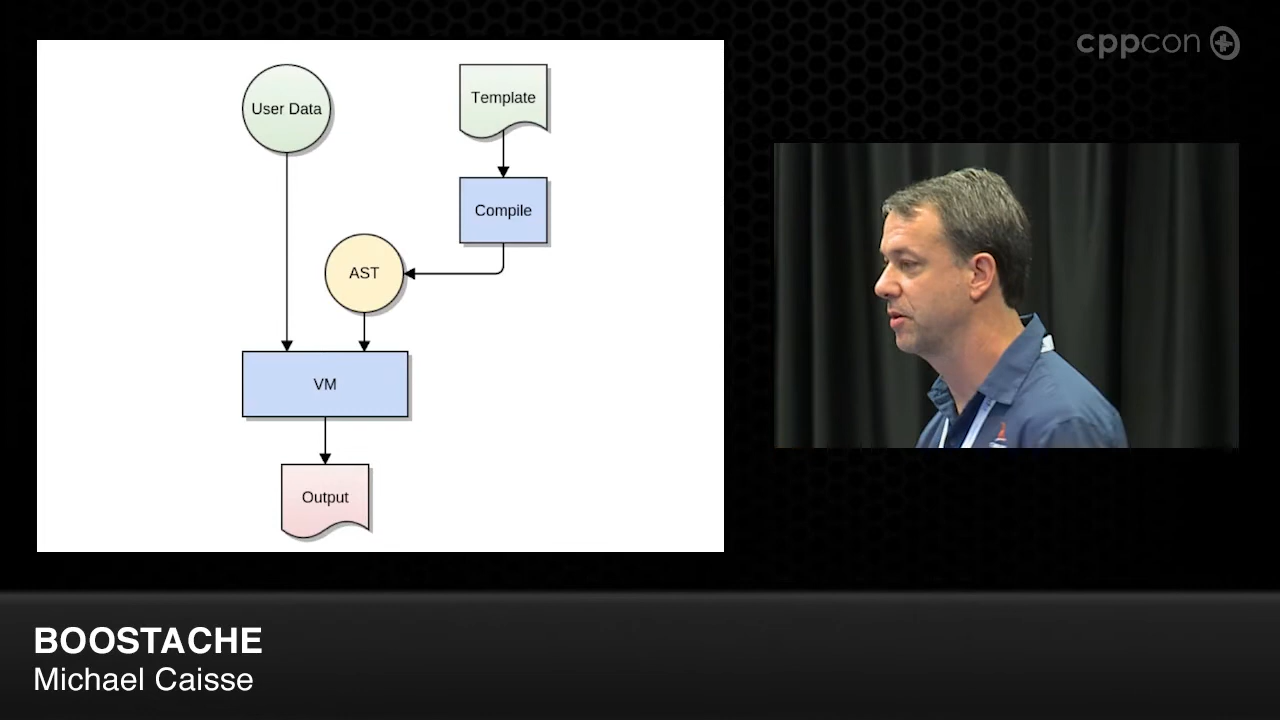 cppcon
User Data
Template
Compile
AST
VM
Output
BOOSTACHE
Michael Caisse